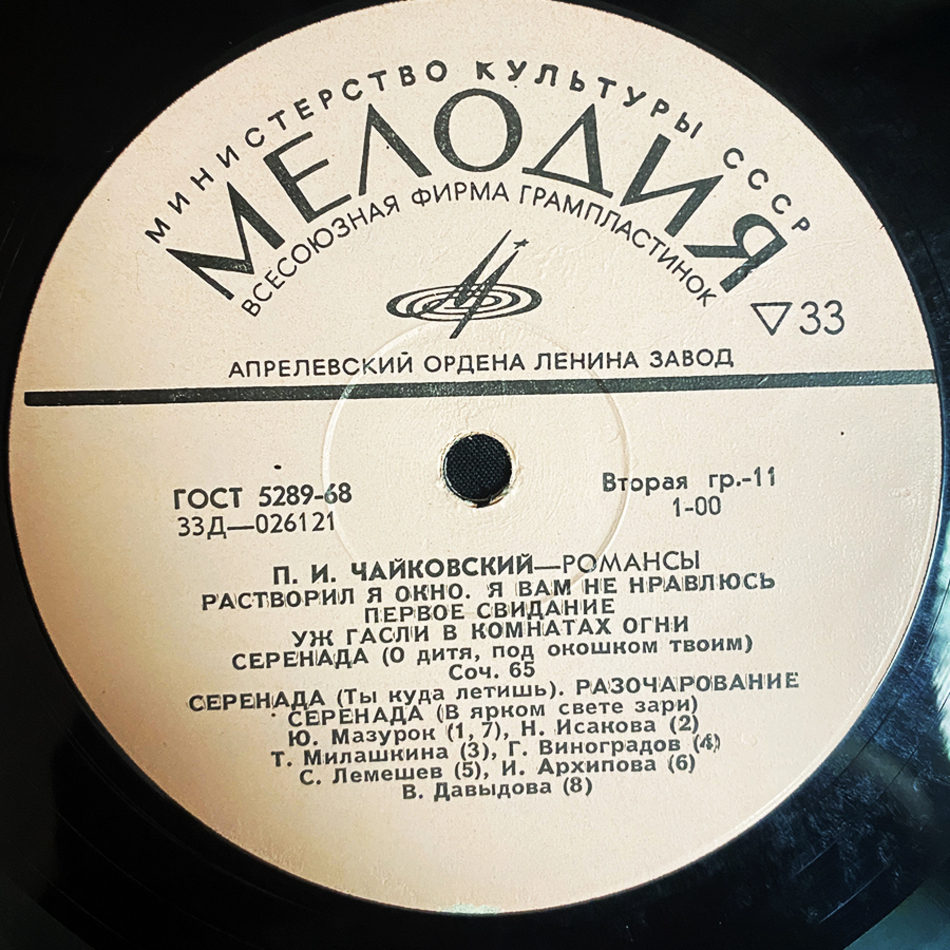 МИНИСТЕРСТВО КУЛЬТУРЫ СССР
МЕЛОДИЯ
ВСЕСОЮЗНАЯ ФИРМА ГРАМПЛАСТИНОК
33
АПРЕЛЕВСКИЙ ОРДЕНА ЛЕНИНА ЗАВОД
ГОСТ 5289-68
33Д—026121
Вторая гр.-11
1-00
П. И. ЧАЙКОВСКИЙ—РОМАНСЫ
РАСТВОРИЛ Я ОКНО. Я ВАМ НЕ НРАВЛЮСЬ
ПЕРВОЕ СВИДАНИЕ
УЖ ГАСЛИ В КОМНАТАХ ОГНИ
СЕРЕНАДА (О дитя, под окошком твоим)
Соч. 65
СЕРЕНАДА (Ты куда летишь). РАЗОЧАРОВАНИЕ
СЕРЕНАДА (В ярком свете зари)
Ю. Мазурок (1, 7), Н. Исакова (2)
Т. Милашкина (3), Г. Виноградов (4)
С. Лемешев (5), И. Архипова (6)
В. Давыдова (8)